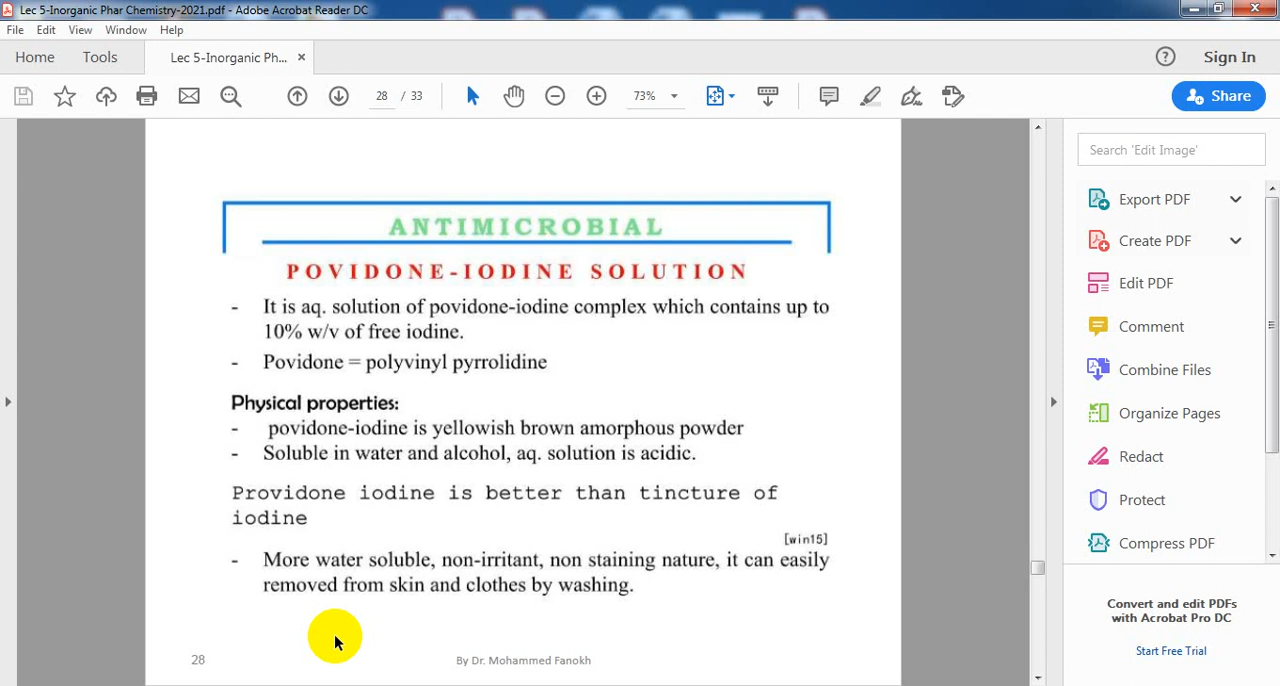 Lec 5-Inorganic Phar Chemistry-2021.pdf - Adobe Acrobat Reader DC
File Edit View Window Help
Home Tools Lec 5-Inorganic Ph... × Sign In
28 / 33 73% Share
Search 'Edit Image'
Export PDF
Create PDF
Edit PDF
Comment
Combine Files
Organize Pages
Redact
Protect
Compress PDF
Convert and edit PDFs
with Acrobat Pro DC
Start Free Trial
ANTIMICROBIAL
POVIDONE-IODINE SOLUTION
- It is aq. solution of povidone-iodine complex which contains up to
10% w/v of free iodine.
- Povidone = polyvinyl pyrrolidine
Physical properties:
- povidone-iodine is yellowish brown amorphous powder
- Soluble in water and alcohol, aq. solution is acidic.
Providone iodine is better than tincture of
iodine
[win15]
- More water soluble, non-irritant, non staining nature, it can easily
removed from skin and clothes by washing.
28 By Dr. Mohammed Fanokh